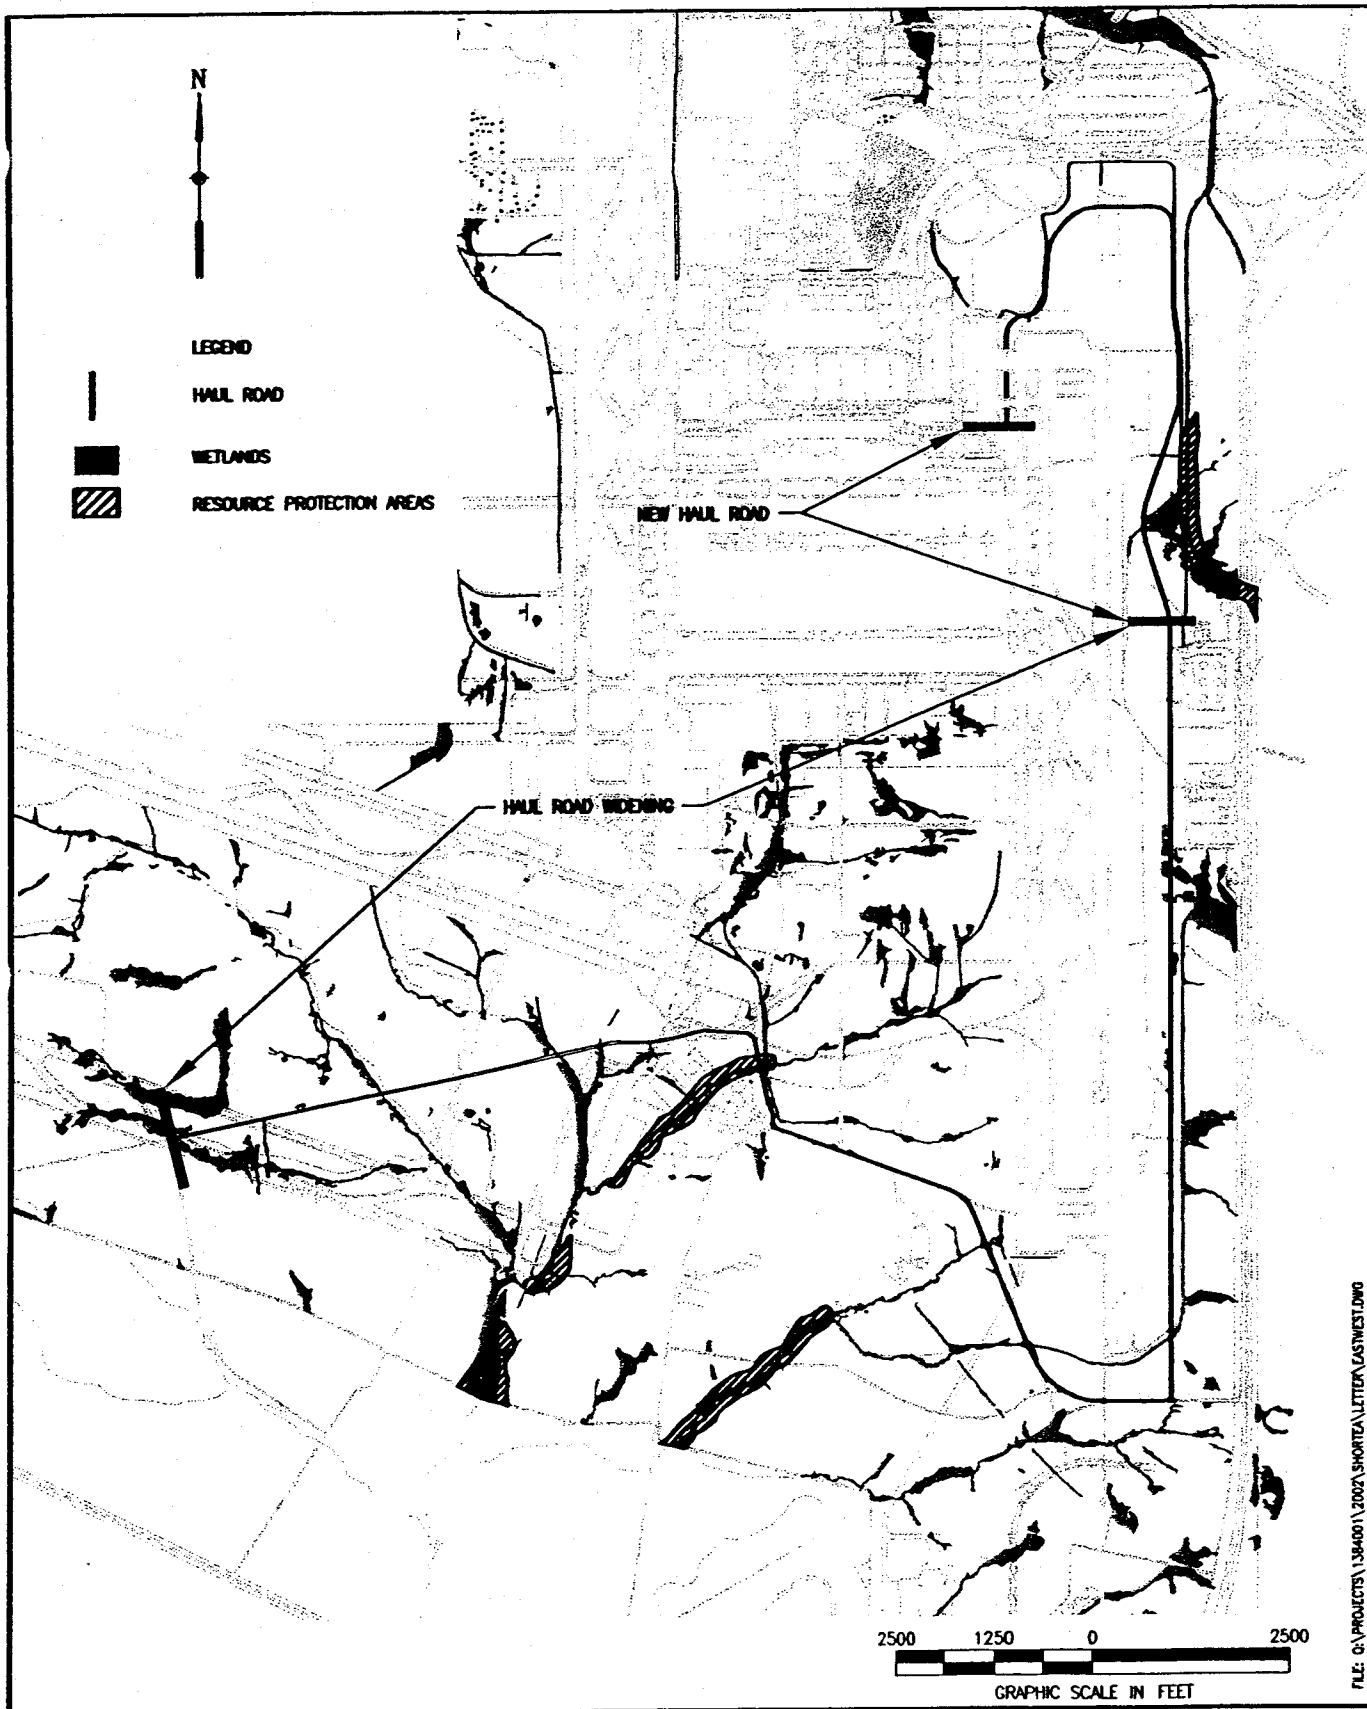 N
LEGEND
HAUL ROAD
WETLANDS
RESOURCE PROTECTION AREAS
NEW HAUL ROAD
HAUL ROAD WIDENING
2500 1250 0 2500
GRAPHIC SCALE IN FEET
FILE: Q:\PROJECTS\1384001\2002\SHORTEA\LETTER\EASTWEST.DWG